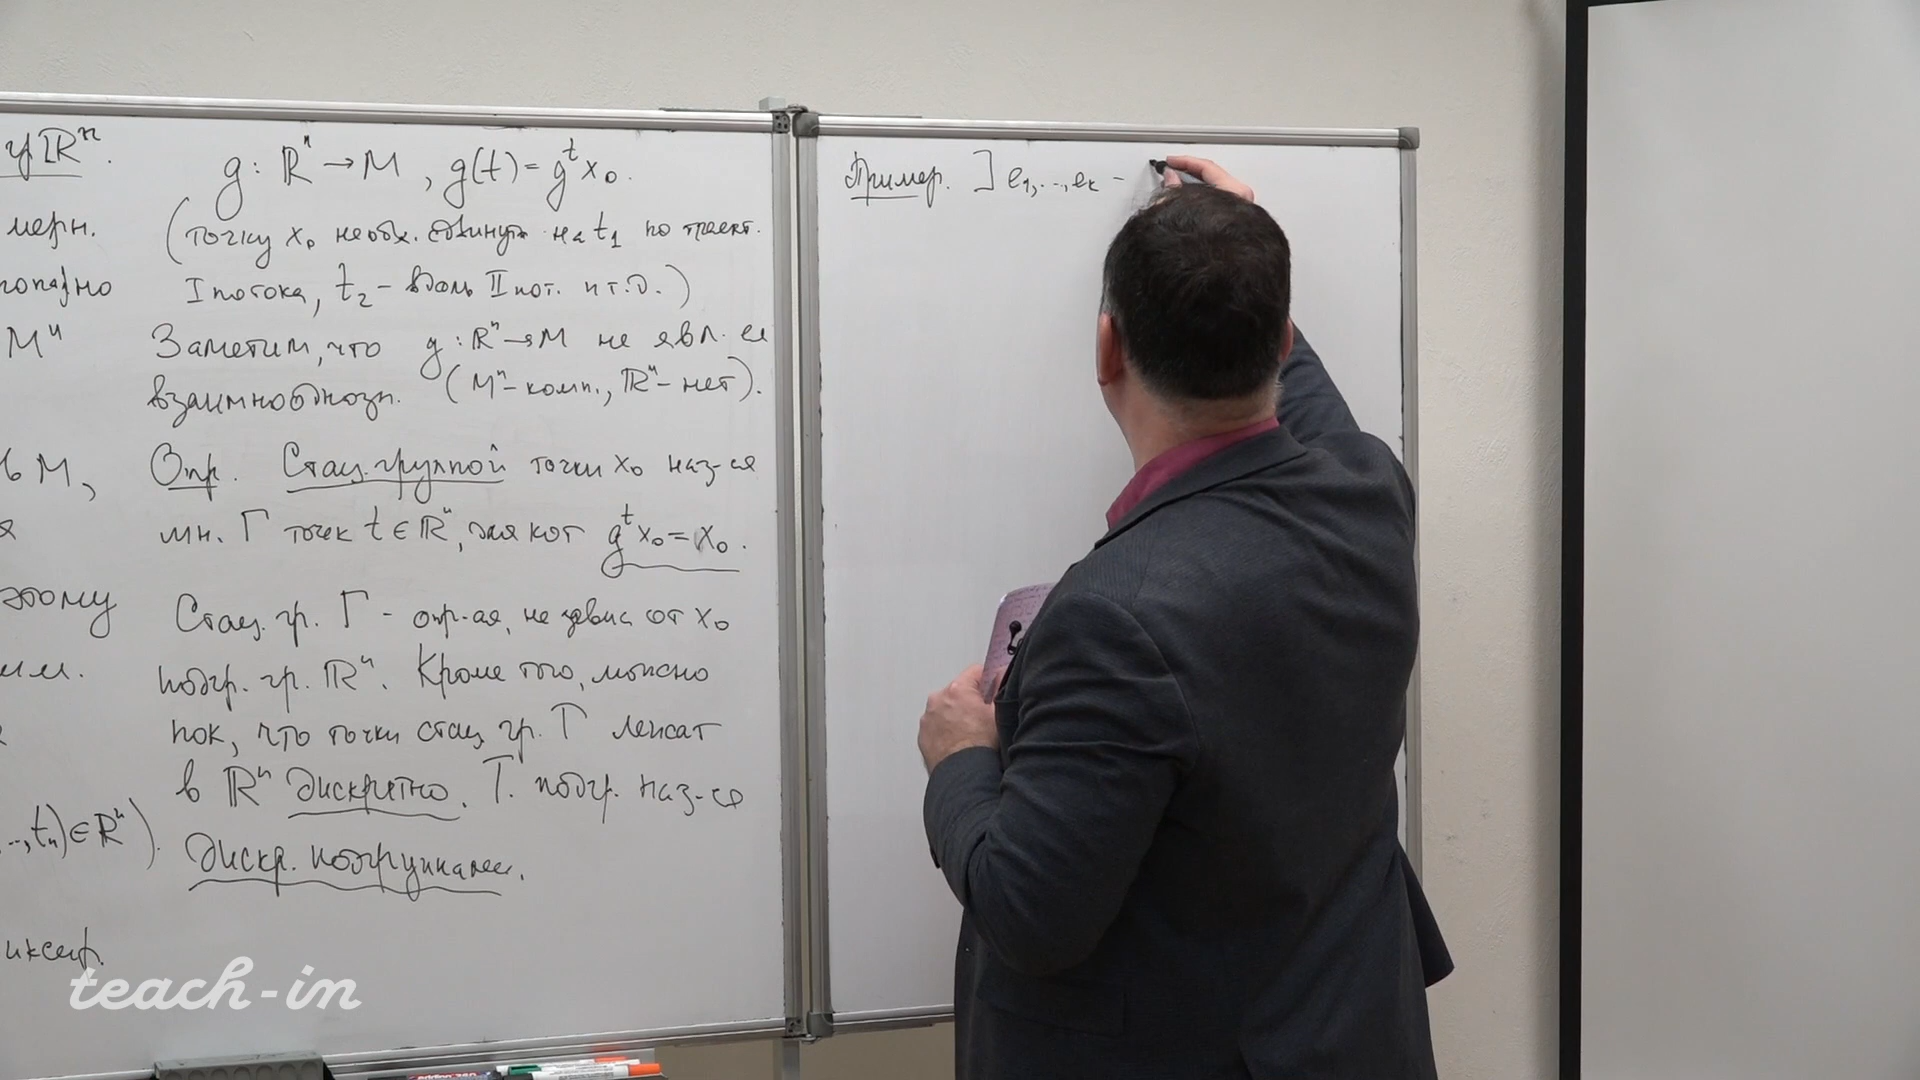 ℝⁿ.
мерн.
Mⁿ
в M,
я
этому
..., tₙ) ∈ ℝⁿ).
g: ℝⁿ → M, g(t) = gᵗx₀.
(точку x₀ необх. сдвинуть на t₁ по траект.
I потока, t₂ – вдоль II пот. и т.д.)
Заметим, что g: ℝⁿ → M не явл. ся
взаимнооднозн. (Mⁿ – комп., ℝⁿ – нет).
Опр. Стац. группой точки x₀ наз-ся
мн. Γ точек t ∈ ℝⁿ, для кот gᵗx₀ = x₀.
Стац. гр. Γ – опр-ая, не завис от x₀
подгр. гр. ℝⁿ. Кроме того, можно
пок, что точки стац гр. Γ лежат
в ℝⁿ дискретно. Т. подгр. наз-ся
дискр. подгруппами.
Пример. ] e₁, ..., eₖ –
teach-in